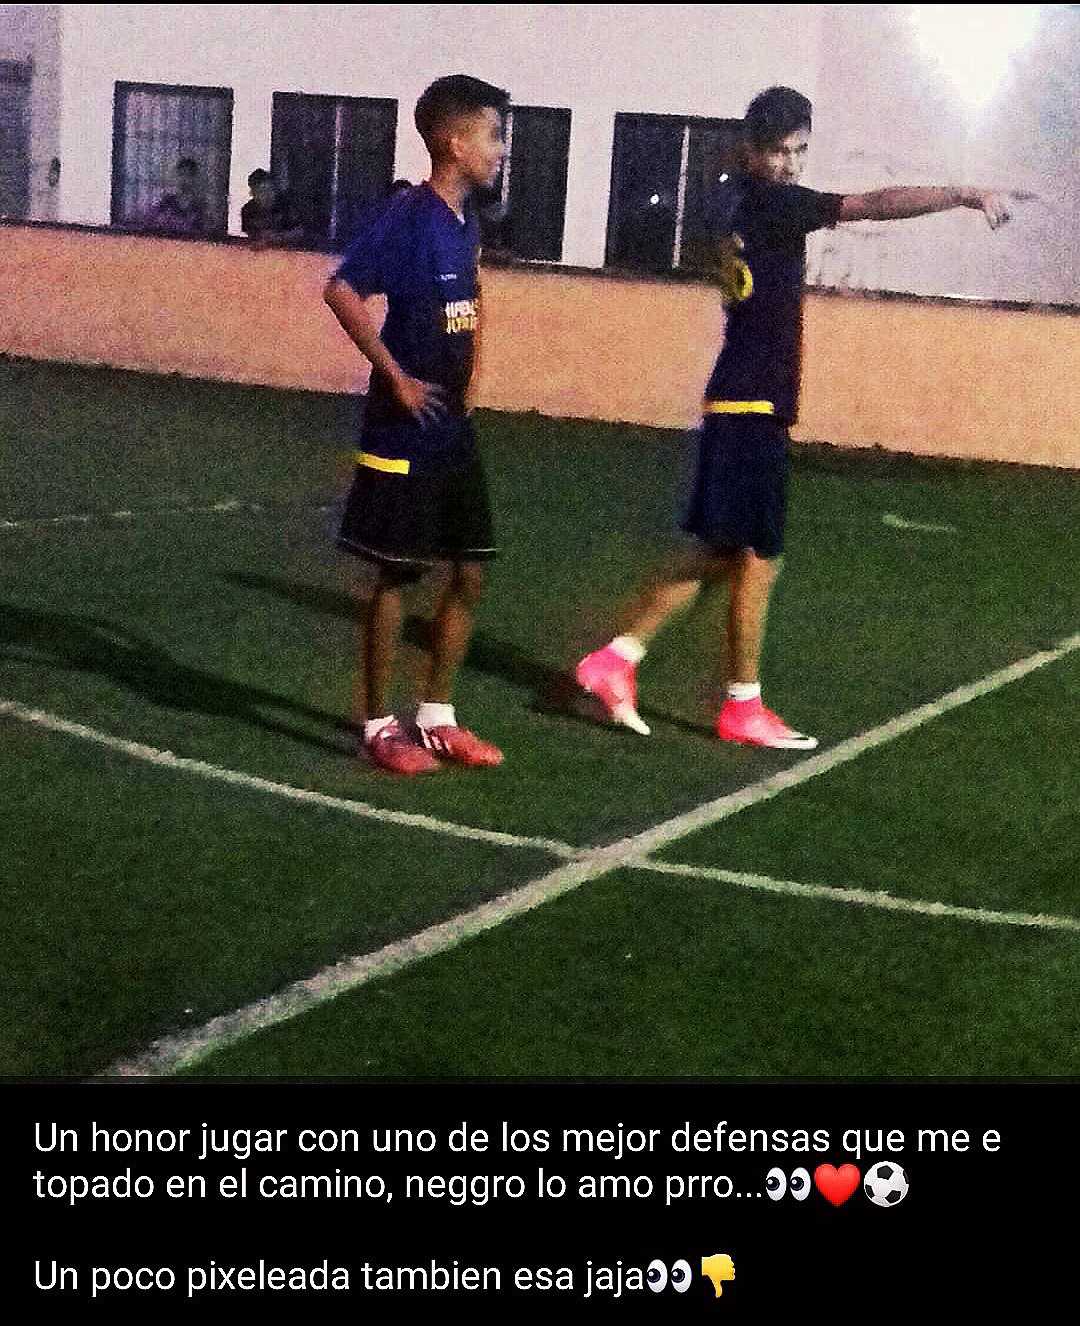 Un honor jugar con uno de los mejor defensas que me e
topado en el camino, neggro lo amo prro...👀❤️⚽
Un poco pixeleada tambien esa jaja👀👎